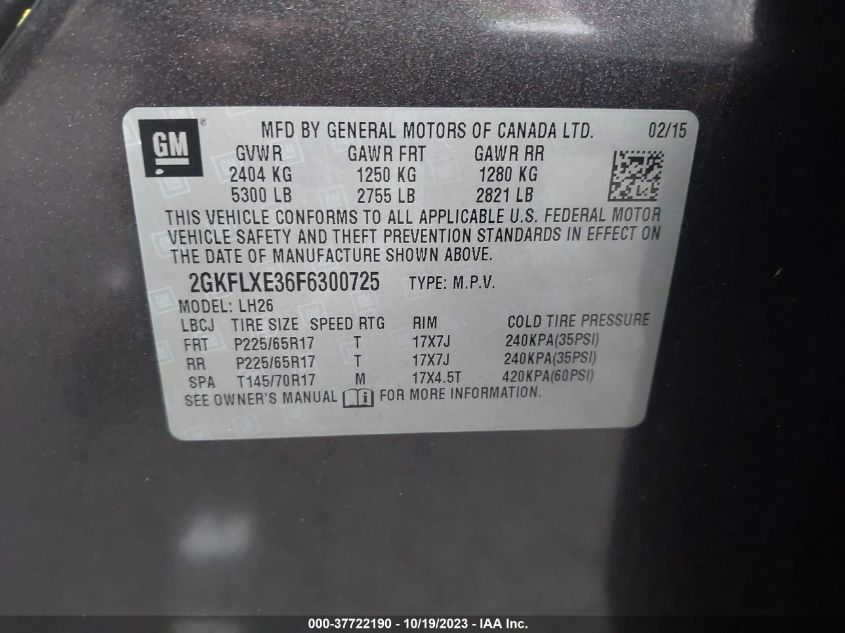 GM ® MFD BY GENERAL MOTORS OF CANADA LTD. 02/15
GVWR GAWR FRT GAWR RR
2404 KG 1250 KG 1280 KG
5300 LB 2755 LB 2821 LB
THIS VEHICLE CONFORMS TO ALL APPLICABLE U.S. FEDERAL MOTOR
VEHICLE SAFETY AND THEFT PREVENTION STANDARDS IN EFFECT ON
THE DATE OF MANUFACTURE SHOWN ABOVE.
2GKFLXE36F6300725 TYPE: M.P.V.
MODEL: LH26
LBCJ TIRE SIZE SPEED RTG RIM COLD TIRE PRESSURE
FRT P225/65R17 T 17X7J 240KPA(35PSI)
RR P225/65R17 T 17X7J 240KPA(35PSI)
SPA T145/70R17 M 17X4.5T 420KPA(60PSI)
SEE OWNER'S MANUAL i FOR MORE INFORMATION.
000-37722190 - 10/19/2023 - IAA Inc.